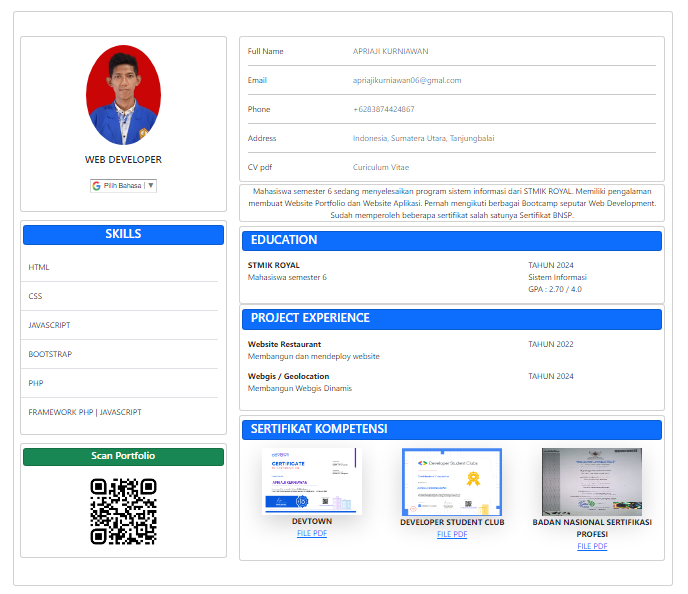 WEB DEVELOPER
Pilih Bahasa | ▼
SKILLS
HTML
CSS
JAVASCRIPT
BOOTSTRAP
PHP
FRAMEWORK PHP | JAVASCRIPT
Scan Portfolio
Full Name APRIAJI KURNIAWAN
Email apriajikurniawan06@gmal.com
Phone +6283874424867
Address Indonesia, Sumatera Utara, Tanjungbalai
CV pdf Curiculum Vitae
Mahasiswa semester 6 sedang menyelesaikan program sistem informasi dari STMIK ROYAL. Memiliki pengalaman
membuat Website Portfolio dan Website Aplikasi. Pernah mengikuti berbagai Bootcamp seputar Web Development.
Sudah memperoleh beberapa sertifikat salah satunya Sertifikat BNSP.
EDUCATION
STMIK ROYAL TAHUN 2024
Mahasiswa semester 6 Sistem Informasi
GPA : 2.70 / 4.0
PROJECT EXPERIENCE
Website Restaurant TAHUN 2022
Membangun dan mendeploy website
Webgis / Geolocation TAHUN 2024
Membangun Webgis Dinamis
SERTIFIKAT KOMPETENSI
CERTIFICATE
APRIAJI KURNIAWAN
DEVTOWN
FILE PDF
Developer Student Clubs
DEVELOPER STUDENT CLUB
FILE PDF
BADAN NASIONAL SERTIFIKASI
PROFESI
FILE PDF